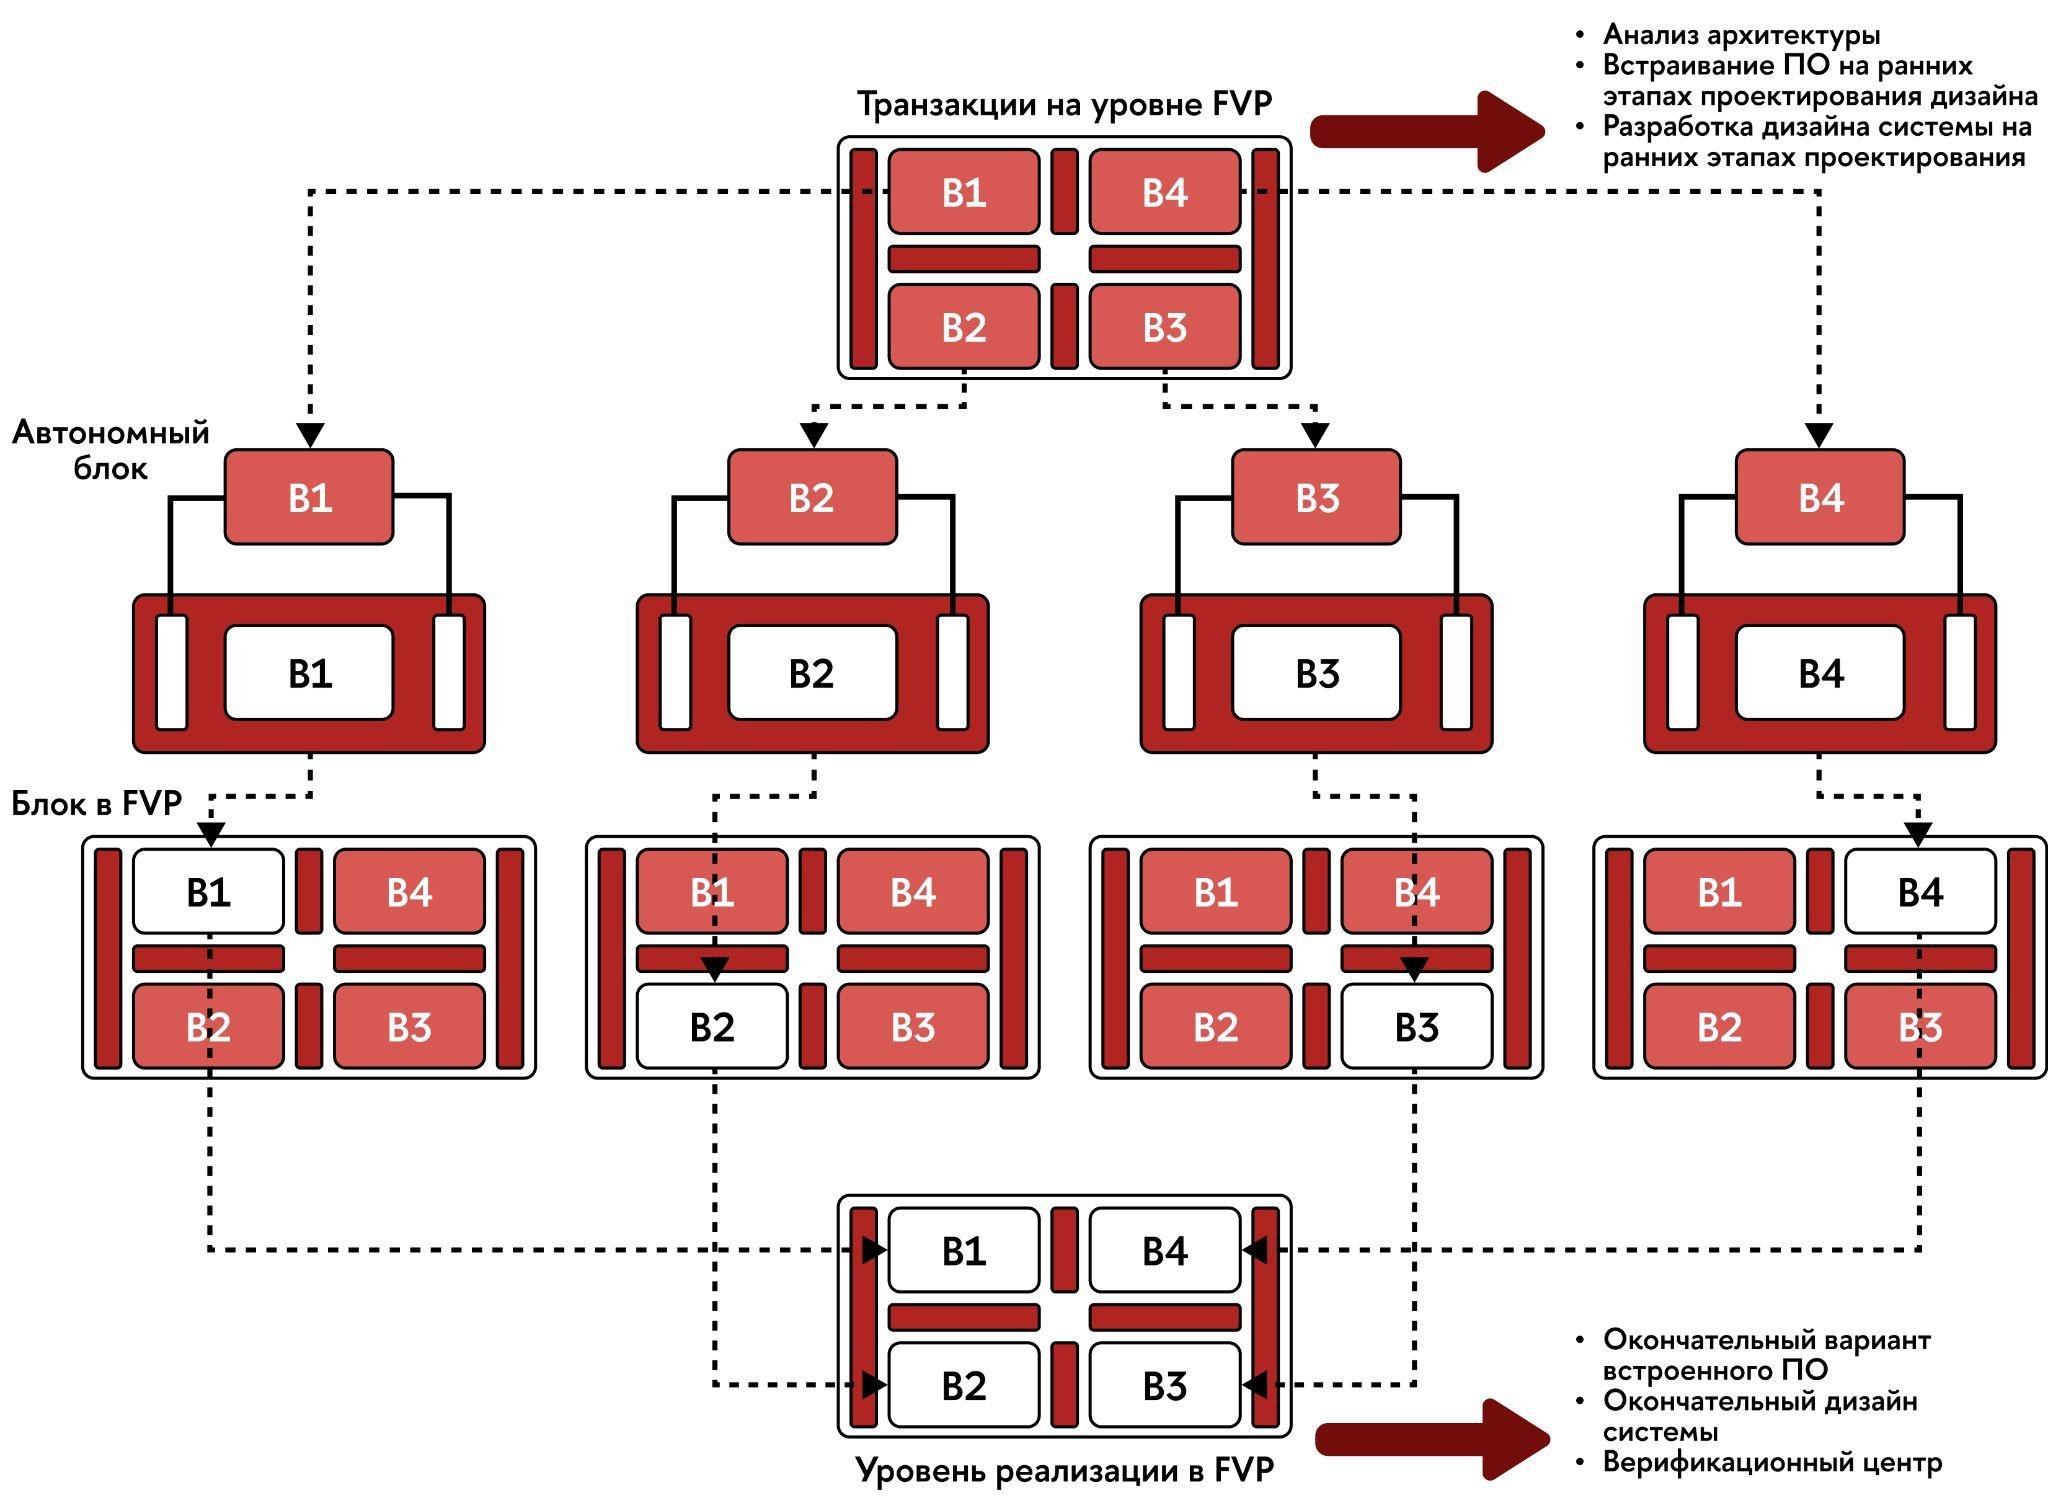 • Анализ архитектуры
• Встраивание ПО на ранних
этапах проектирования дизайна
• Разработка дизайна системы на
ранних этапах проектирования
Транзакции на уровне FVP
B1 B4
B2 B3
Автономный
блок
B1 B2 B3 B4
B1 B2 B3 B4
Блок в FVP
B1 B4 B1 B4 B1 B4 B1 B4
B2 B3 B2 B3 B2 B3 B2 B3
B1 B4
B2 B3
Уровень реализации в FVP
• Окончательный вариант
встроенного ПО
• Окончательный дизайн
системы
• Верификационный центр